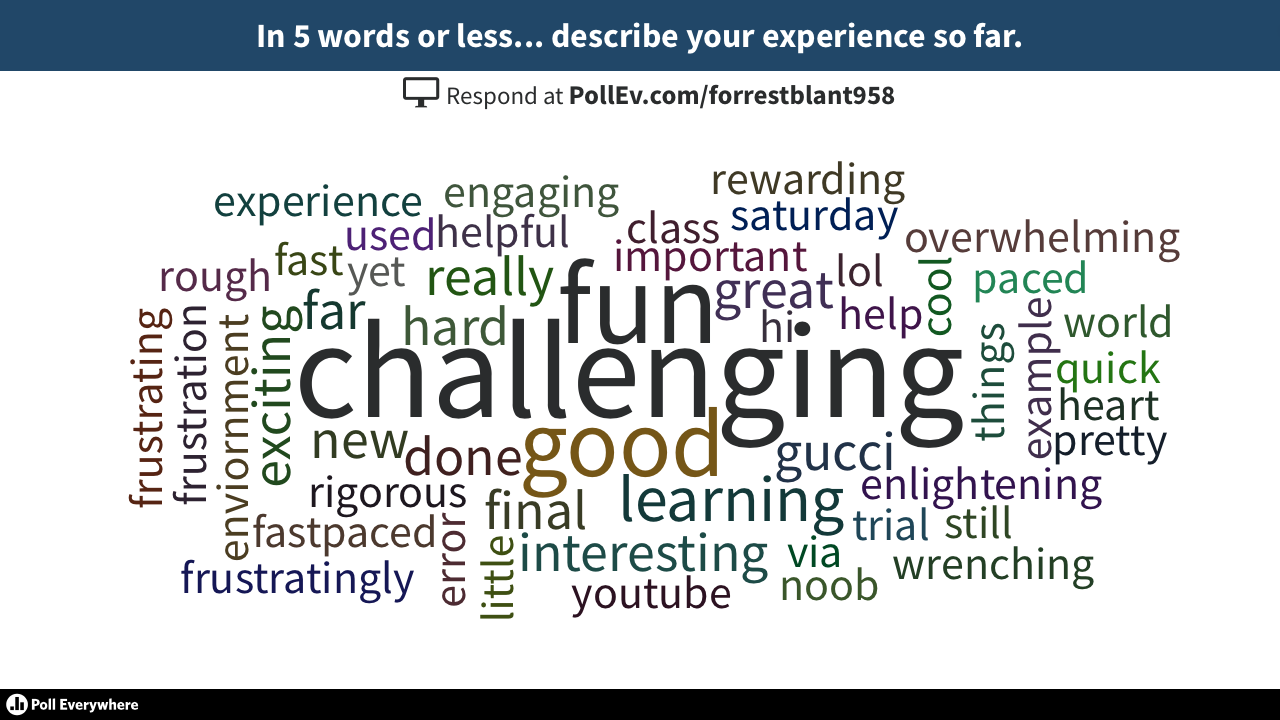 In 5 words or less... describe your experience so far.
Respond at PollEv.com/forrestblant958
rewarding
experience
engaging
saturday
used
helpful
class
overwhelming
important
fast
yet
rough
really
fun
great
lol
cool
paced
far
hard
hi
help
world
frustrating
frustration
enviornment
exciting
challenging
things
example
quick
heart
new
done
good
gucci
pretty
rigorous
final
learning
enlightening
fastpaced
error
little
interesting
via
trial
still
frustratingly
youtube
noob
wrenching
Poll Everywhere